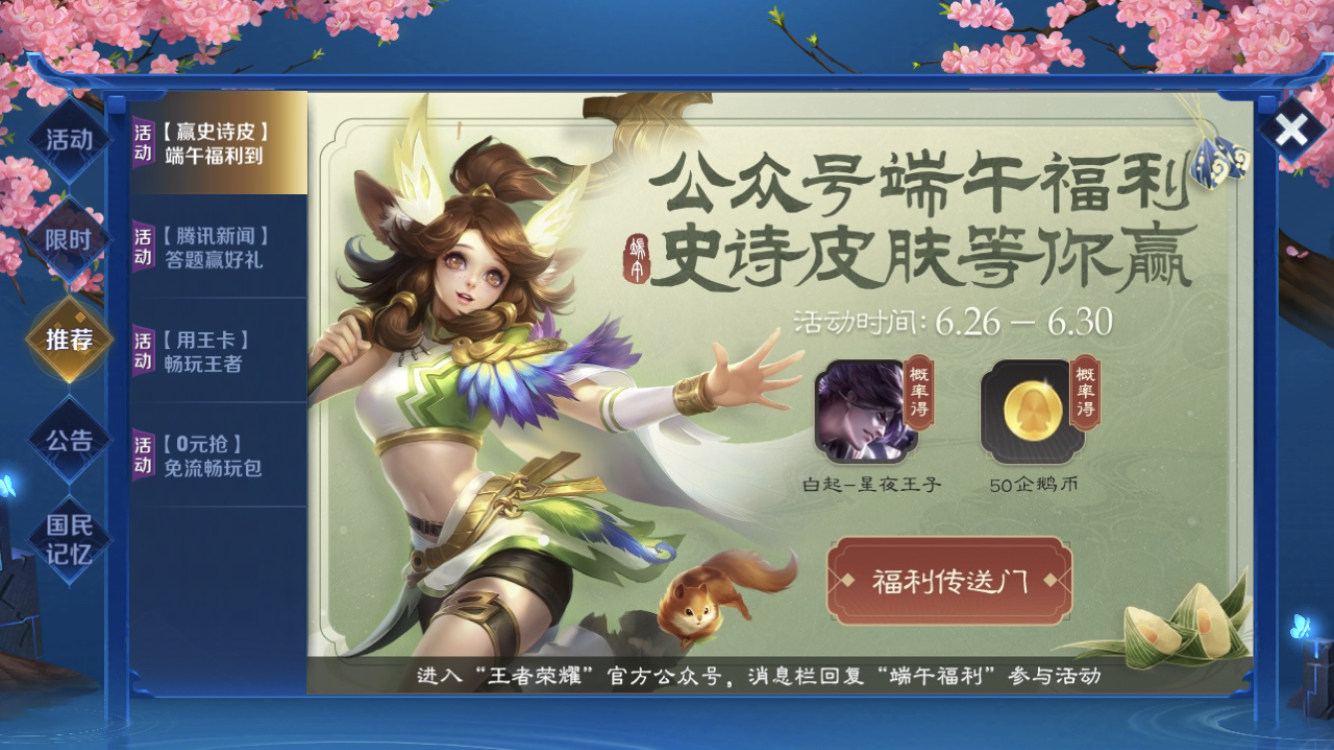 活动
限时
推荐
公告
国民
记忆
活动
【赢史诗皮】
端午福利到
活动
【腾讯新闻】
答题赢好礼
活动
【用王卡】
畅玩王者
活动
【0元抢】
免流畅玩包
公众号端午福利
端午
史诗皮肤等你赢
活动时间：6.26 — 6.30
概率得
概率得
白起–星夜王子
50企鹅币
福利传送门
进入“王者荣耀”官方公众号，消息栏回复“端午福利”参与活动